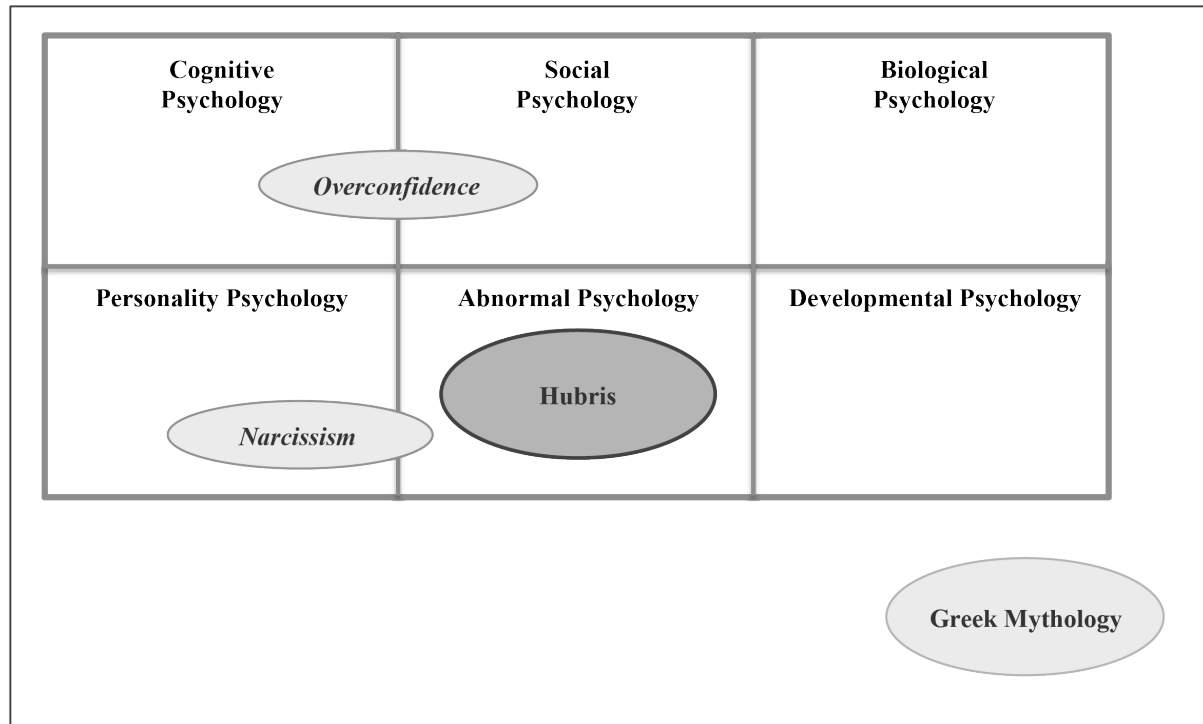 Cognitive
Psychology
Social
Psychology
Biological
Psychology
Overconfidence
Personality Psychology
Abnormal Psychology
Developmental Psychology
Hubris
Narcissism
Greek Mythology